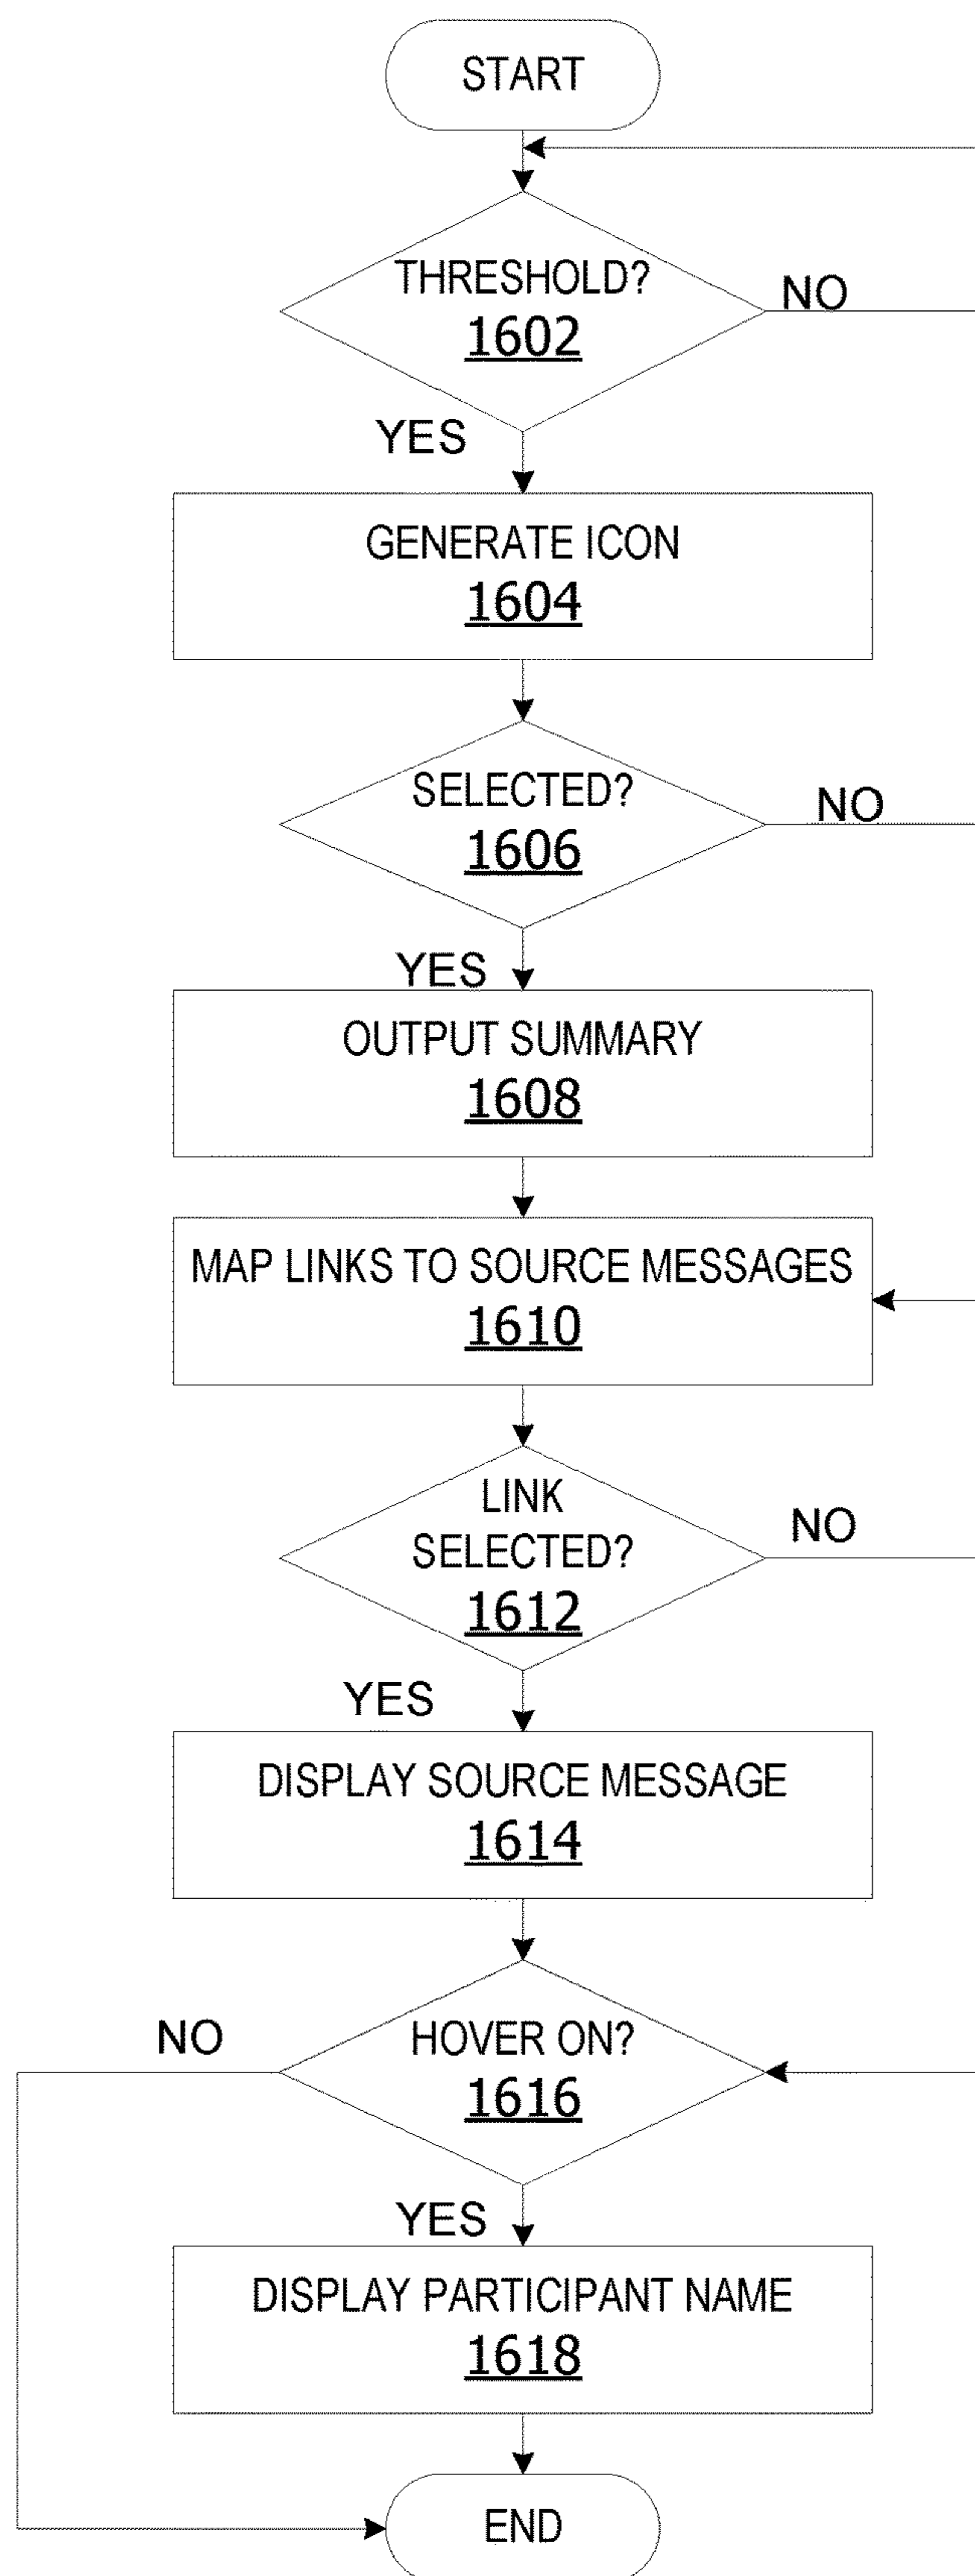 START
THRESHOLD?
1602
NO
YES
GENERATE ICON
1604
SELECTED?
1606
NO
YES
OUTPUT SUMMARY
1608
MAP LINKS TO SOURCE MESSAGES
1610
LINK
SELECTED?
1612
NO
YES
DISPLAY SOURCE MESSAGE
1614
NO
HOVER ON?
1616
YES
DISPLAY PARTICIPANT NAME
1618
END